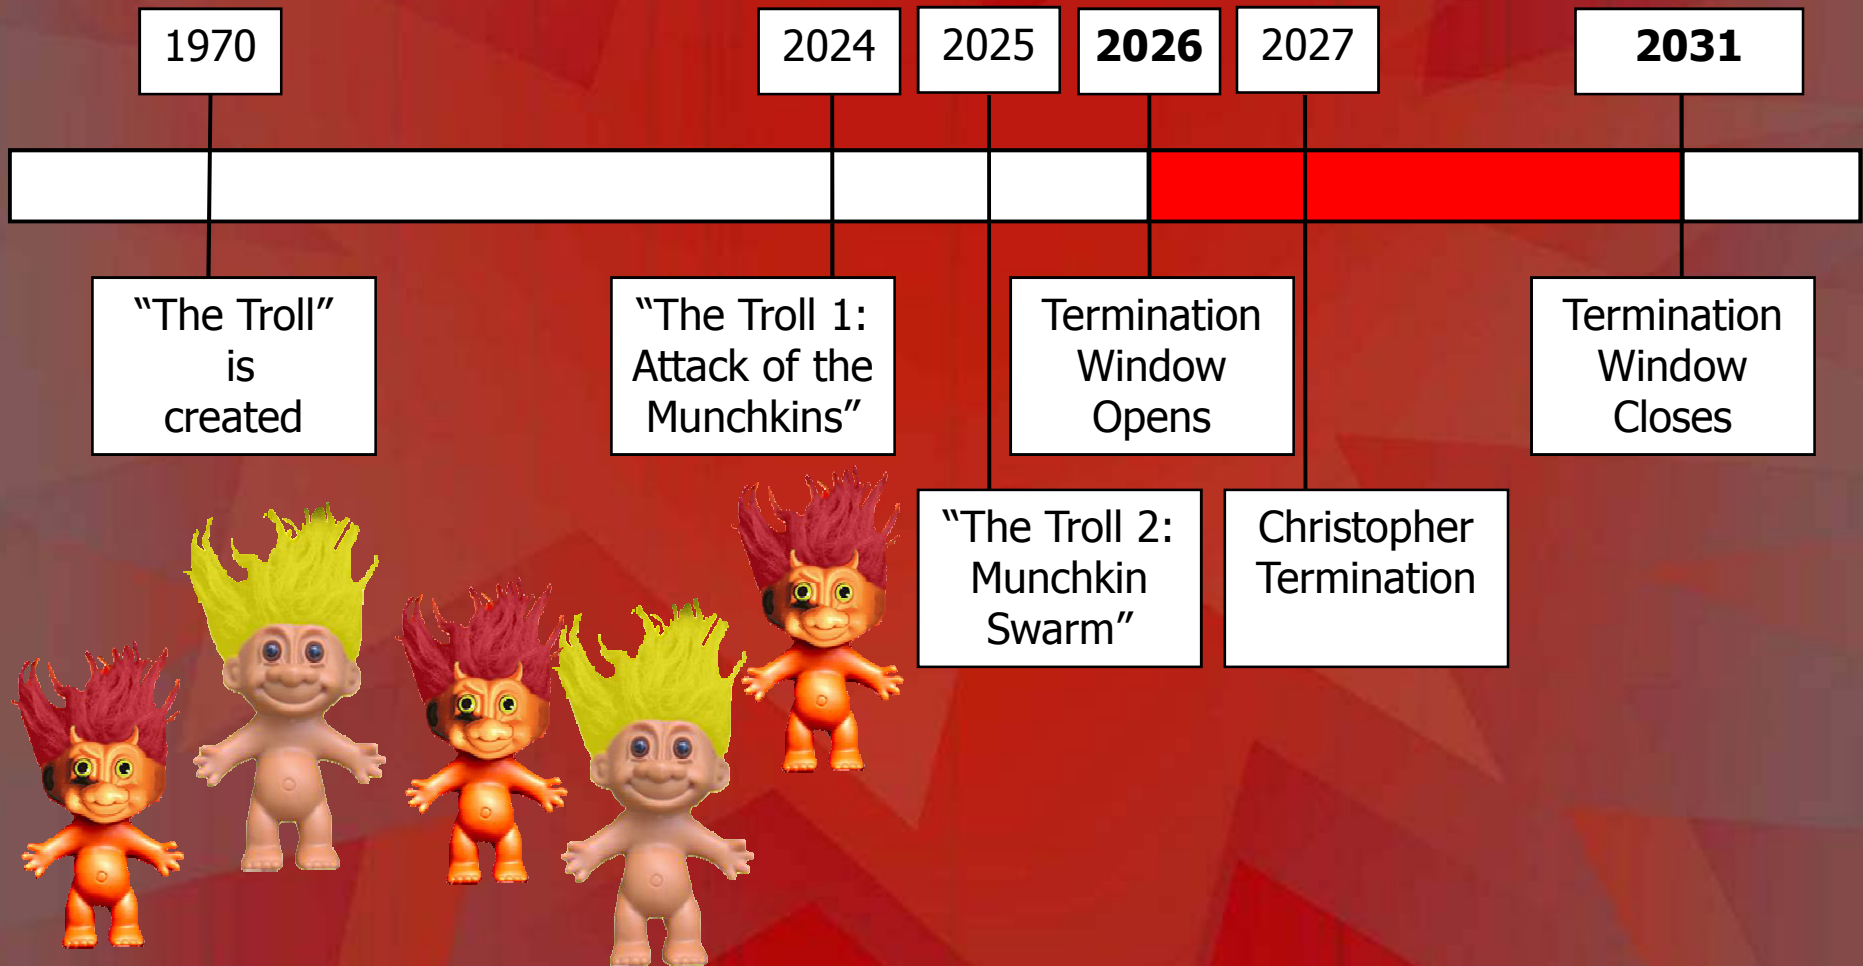 1970
2024
2025
2026
2027
2031
“The Troll”
is
created
“The Troll 1:
Attack of the
Munchkins”
Termination
Window
Opens
Termination
Window
Closes
“The Troll 2:
Munchkin
Swarm”
Christopher
Termination